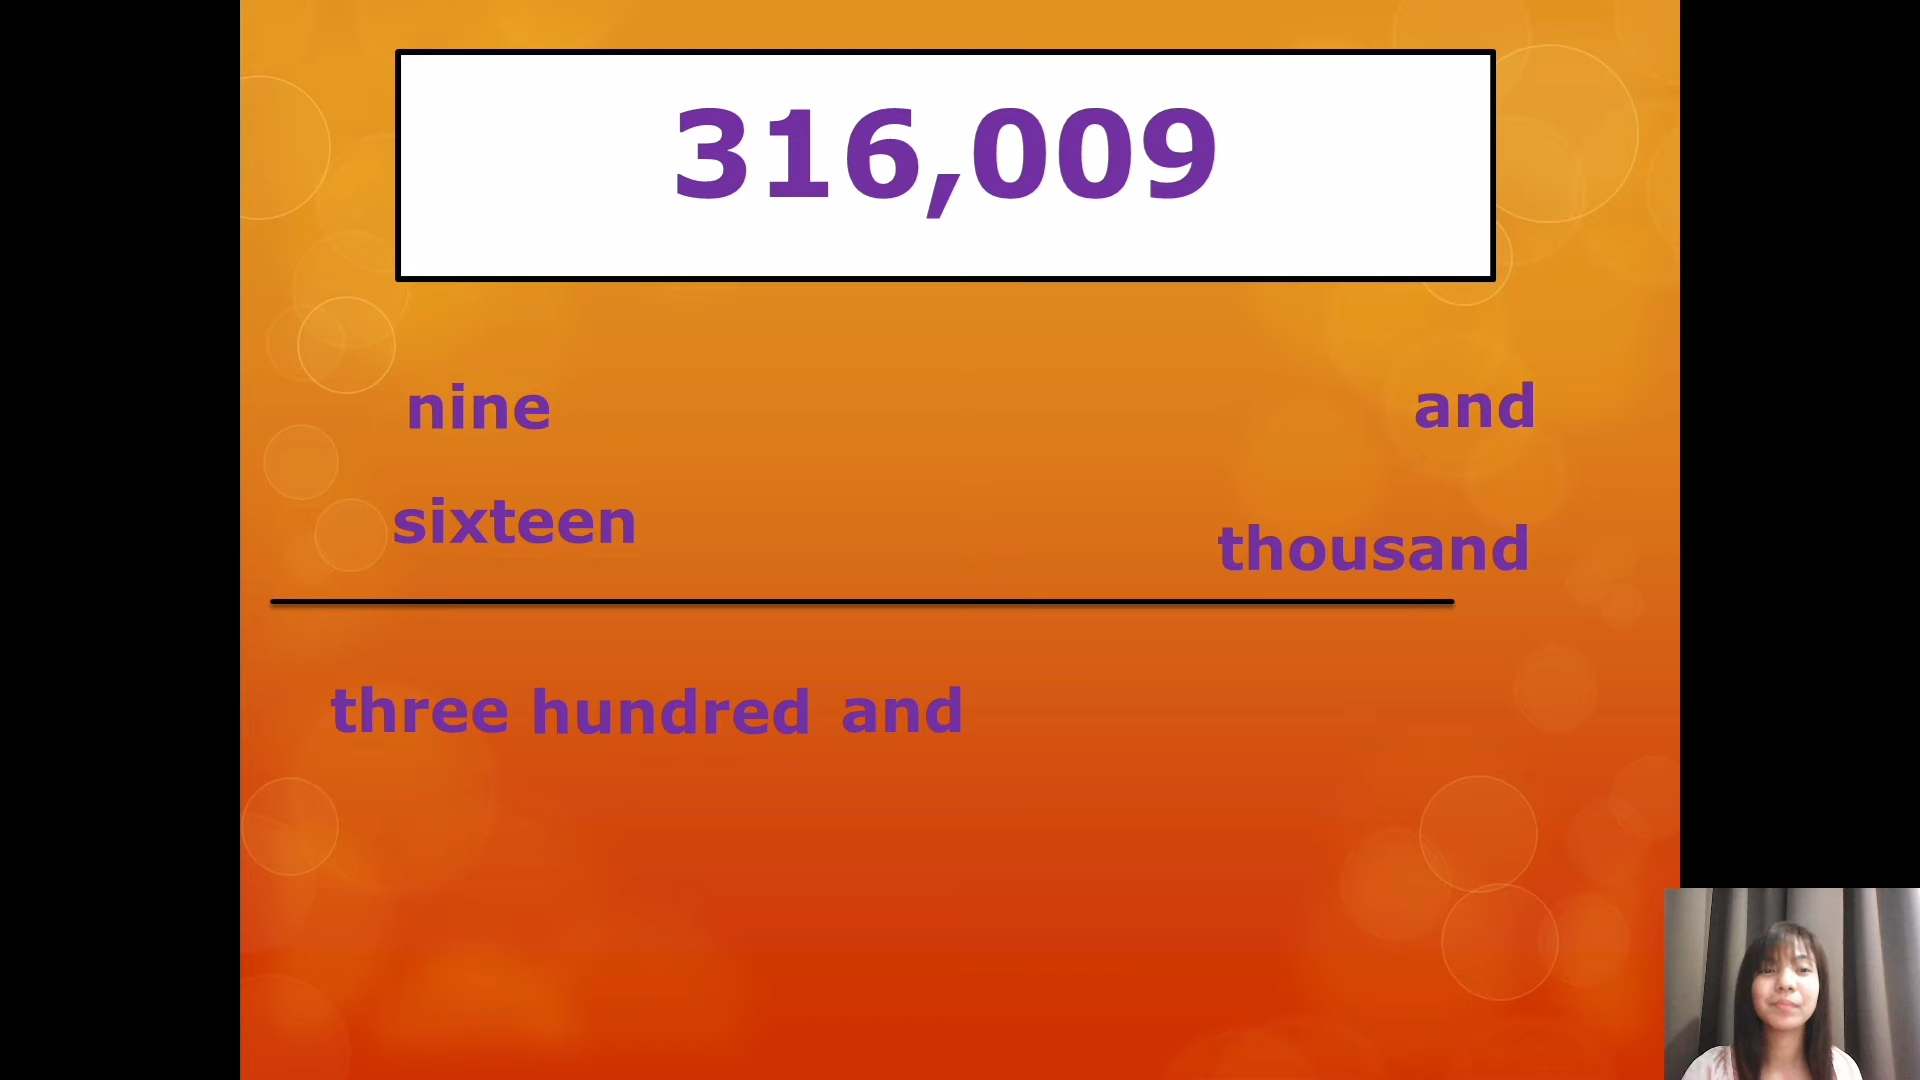 316,009
nine and
sixteen thousand
three hundred and